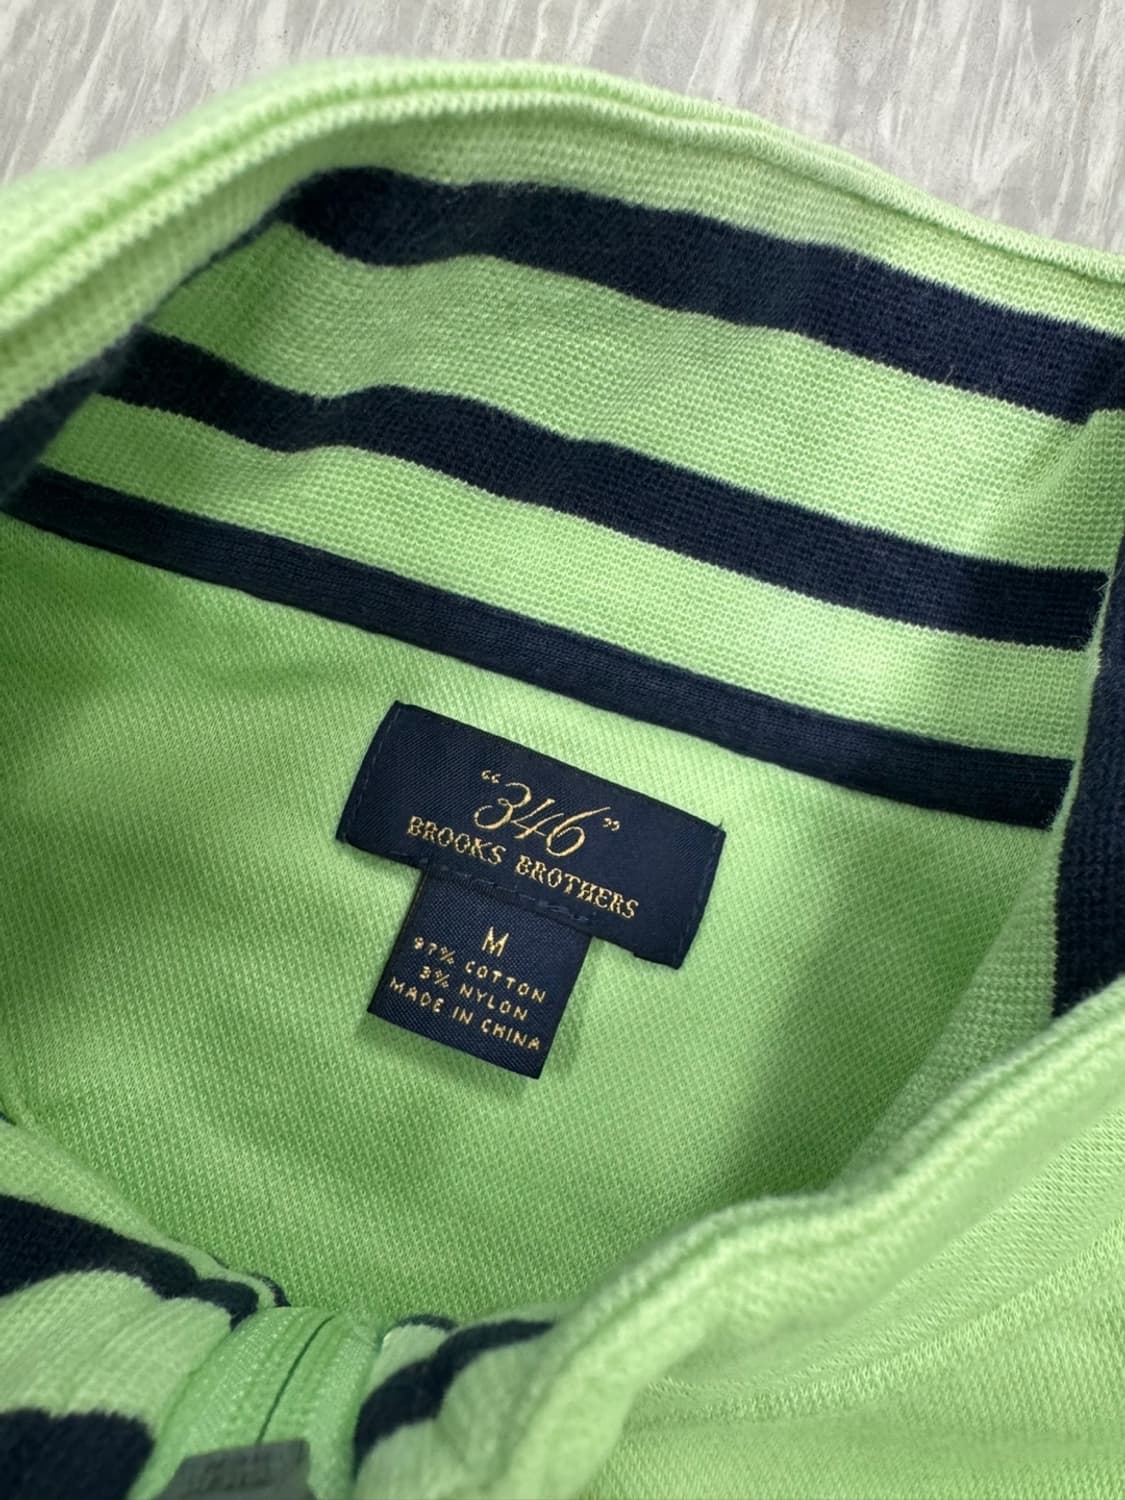 “346”
BROOKS BROTHERS
M
97% COTTON
3% NYLON
MADE IN CHINA